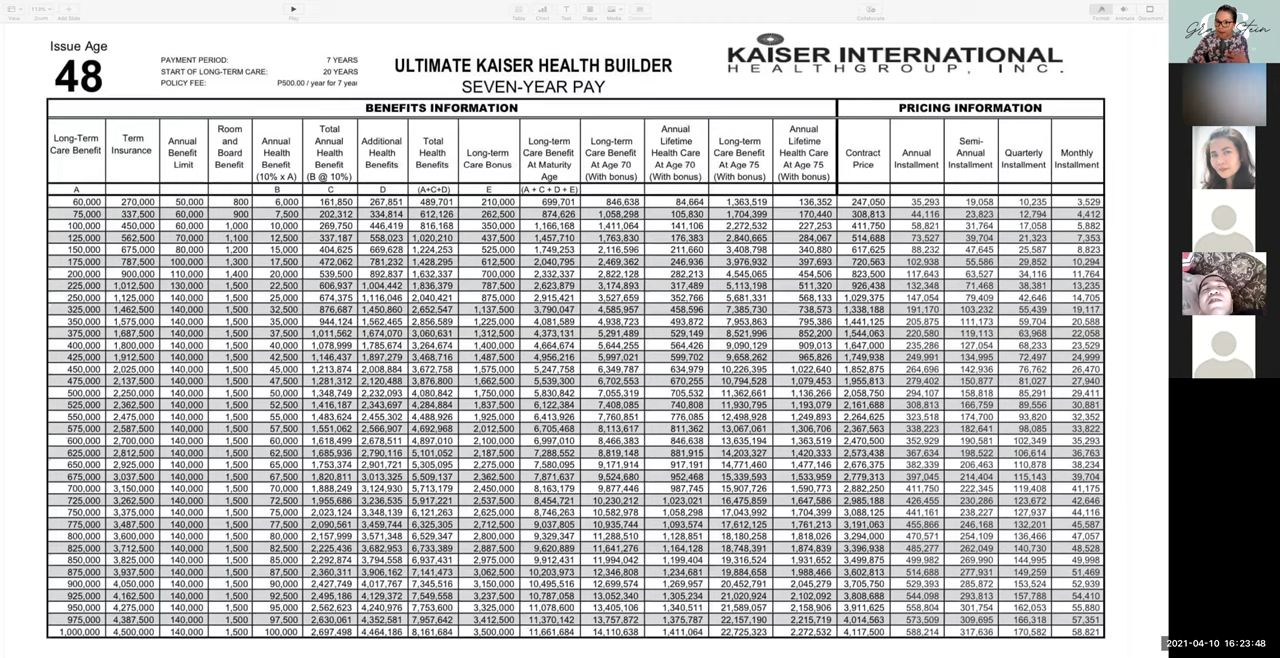 Issue Age
48
PAYMENT PERIOD: 7 YEARS
START OF LONG-TERM CARE: 20 YEARS
POLICY FEE: P500.00 / year for 7 year
ULTIMATE KAISER HEALTH BUILDER
SEVEN-YEAR PAY
KAISER INTERNATIONAL
HEALTHGROUP, INC.
BENEFITS INFORMATION PRICING INFORMATION
Long-Term Care Benefit Term Insurance Annual Benefit Limit Room and Board Benefit Annual Health Benefit (10% x A) Total Annual Health Benefit (B @ 10%) Additional Health Benefits Total Health Benefits Long-term Care Bonus Long-term Care Benefit At Maturity Age Long-term Care Benefit At Age 70 (With bonus) Annual Lifetime Health Care At Age 70 (With bonus) Long-term Care Benefit At Age 75 (With bonus) Annual Lifetime Health Care At Age 75 (With bonus) Contract Price Annual Installment Semi-Annual Installment Quarterly Installment Monthly Installment
A B C D (A+C+D) E (A + C + D + E)
60,000 270,000 50,000 800 6,000 161,850 267,851 489,701 210,000 699,701 846,638 84,664 1,363,519 136,352 247,050 35,293 19,058 10,235 3,529
75,000 337,500 60,000 900 7,500 202,312 334,814 612,126 262,500 874,626 1,058,298 105,830 1,704,399 170,440 308,813 44,116 23,823 12,794 4,412
100,000 450,000 60,000 1,000 10,000 269,750 446,419 816,168 350,000 1,166,168 1,411,064 141,106 2,272,532 227,253 411,750 58,821 31,764 17,058 5,882
125,000 562,500 70,000 1,100 12,500 337,187 558,023 1,020,210 437,500 1,457,710 1,763,830 176,383 2,840,665 284,067 514,688 73,527 39,704 21,323 7,353
150,000 675,000 80,000 1,200 15,000 404,625 669,628 1,224,253 525,000 1,749,253 2,116,596 211,660 3,408,798 340,880 617,625 88,232 47,645 25,587 8,823
175,000 787,500 100,000 1,300 17,500 472,062 781,232 1,428,295 612,500 2,040,795 2,469,362 246,936 3,976,932 397,693 720,563 102,938 55,586 29,852 10,294
200,000 900,000 110,000 1,400 20,000 539,500 892,837 1,632,337 700,000 2,332,337 2,822,128 282,213 4,545,065 454,506 823,500 117,643 63,527 34,116 11,764
225,000 1,012,500 130,000 1,500 22,500 606,937 1,004,442 1,836,379 787,500 2,623,879 3,174,893 317,489 5,113,198 511,320 926,438 132,348 71,468 38,381 13,235
250,000 1,125,000 140,000 1,500 25,000 674,375 1,116,046 2,040,421 875,000 2,915,421 3,527,659 352,766 5,681,331 568,133 1,029,375 147,054 79,409 42,646 14,705
325,000 1,462,500 140,000 1,500 32,500 876,687 1,450,860 2,652,547 1,137,500 3,790,047 4,585,957 458,596 7,385,730 738,573 1,338,188 191,170 103,232 55,439 19,117
350,000 1,575,000 140,000 1,500 35,000 944,124 1,562,465 2,856,589 1,225,000 4,081,589 4,938,723 493,872 7,953,863 795,386 1,441,125 205,875 111,173 59,704 20,588
375,000 1,687,500 140,000 1,500 37,500 1,011,562 1,674,070 3,060,631 1,312,500 4,373,131 5,291,489 529,149 8,521,996 852,200 1,544,063 220,580 119,113 63,968 22,058
400,000 1,800,000 140,000 1,500 40,000 1,078,999 1,785,674 3,264,674 1,400,000 4,664,674 5,644,255 564,426 9,090,129 909,013 1,647,000 235,286 127,054 68,233 23,529
425,000 1,912,500 140,000 1,500 42,500 1,146,437 1,897,279 3,468,716 1,487,500 4,956,216 5,997,021 599,702 9,658,262 965,826 1,749,938 249,991 134,995 72,497 24,999
450,000 2,025,000 140,000 1,500 45,000 1,213,874 2,008,884 3,672,758 1,575,000 5,247,758 6,349,787 634,979 10,226,395 1,022,640 1,852,875 264,696 142,936 76,762 26,470
475,000 2,137,500 140,000 1,500 47,500 1,281,312 2,120,488 3,876,800 1,662,500 5,539,300 6,702,553 670,255 10,794,528 1,079,453 1,955,813 279,402 150,877 81,027 27,940
500,000 2,250,000 140,000 1,500 50,000 1,348,749 2,232,093 4,080,842 1,750,000 5,830,842 7,055,319 705,532 11,362,661 1,136,266 2,058,750 294,107 158,818 85,291 29,411
525,000 2,362,500 140,000 1,500 52,500 1,416,187 2,343,697 4,284,884 1,837,500 6,122,384 7,408,085 740,808 11,930,795 1,193,079 2,161,688 308,813 166,759 89,556 30,881
550,000 2,475,000 140,000 1,500 55,000 1,483,624 2,455,302 4,488,926 1,925,000 6,413,926 7,760,851 776,085 12,498,928 1,249,893 2,264,625 323,518 174,700 93,820 32,352
575,000 2,587,500 140,000 1,500 57,500 1,551,062 2,566,907 4,692,968 2,012,500 6,705,468 8,113,617 811,362 13,067,061 1,306,706 2,367,563 338,223 182,641 98,085 33,822
600,000 2,700,000 140,000 1,500 60,000 1,618,499 2,678,511 4,897,010 2,100,000 6,997,010 8,466,383 846,638 13,635,194 1,363,519 2,470,500 352,929 190,581 102,349 35,293
625,000 2,812,500 140,000 1,500 62,500 1,685,936 2,790,116 5,101,052 2,187,500 7,288,552 8,819,148 881,915 14,203,327 1,420,333 2,573,438 367,634 198,522 106,614 36,763
650,000 2,925,000 140,000 1,500 65,000 1,753,374 2,901,721 5,305,095 2,275,000 7,580,095 9,171,914 917,191 14,771,460 1,477,146 2,676,375 382,339 206,463 110,878 38,234
675,000 3,037,500 140,000 1,500 67,500 1,820,811 3,013,325 5,509,137 2,362,500 7,871,637 9,524,680 952,468 15,339,593 1,533,959 2,779,313 397,045 214,404 115,143 39,704
700,000 3,150,000 140,000 1,500 70,000 1,888,249 3,124,930 5,713,179 2,450,000 8,163,179 9,877,446 987,745 15,907,726 1,590,773 2,882,250 411,750 222,345 119,408 41,175
725,000 3,262,500 140,000 1,500 72,500 1,955,686 3,236,535 5,917,221 2,537,500 8,454,721 10,230,212 1,023,021 16,475,859 1,647,586 2,985,188 426,455 230,286 123,672 42,646
750,000 3,375,000 140,000 1,500 75,000 2,023,124 3,348,139 6,121,263 2,625,000 8,746,263 10,582,978 1,058,298 17,043,992 1,704,399 3,088,125 441,161 238,227 127,937 44,116
775,000 3,487,500 140,000 1,500 77,500 2,090,561 3,459,744 6,325,305 2,712,500 9,037,805 10,935,744 1,093,574 17,612,125 1,761,213 3,191,063 455,866 246,168 132,201 45,587
800,000 3,600,000 140,000 1,500 80,000 2,157,999 3,571,348 6,529,347 2,800,000 9,329,347 11,288,510 1,128,851 18,180,258 1,818,026 3,294,000 470,571 254,109 136,466 47,057
825,000 3,712,500 140,000 1,500 82,500 2,225,436 3,682,953 6,733,389 2,887,500 9,620,889 11,641,276 1,164,128 18,748,391 1,874,839 3,396,938 485,277 262,049 140,730 48,528
850,000 3,825,000 140,000 1,500 85,000 2,292,874 3,794,558 6,937,431 2,975,000 9,912,431 11,994,042 1,199,404 19,316,524 1,931,652 3,499,875 499,982 269,990 144,995 49,998
875,000 3,937,500 140,000 1,500 87,500 2,360,311 3,906,162 7,141,473 3,062,500 10,203,973 12,346,808 1,234,681 19,884,658 1,988,466 3,602,813 514,688 277,931 149,259 51,469
900,000 4,050,000 140,000 1,500 90,000 2,427,749 4,017,767 7,345,516 3,150,000 10,495,516 12,699,574 1,269,957 20,452,791 2,045,279 3,705,750 529,393 285,872 153,524 52,939
925,000 4,162,500 140,000 1,500 92,500 2,495,186 4,129,372 7,549,558 3,237,500 10,787,058 13,052,340 1,305,234 21,020,924 2,102,092 3,808,688 544,098 293,813 157,788 54,410
950,000 4,275,000 140,000 1,500 95,000 2,562,623 4,240,976 7,753,600 3,325,000 11,078,600 13,405,106 1,340,511 21,589,057 2,158,906 3,911,625 558,804 301,754 162,053 55,880
975,000 4,387,500 140,000 1,500 97,500 2,630,061 4,352,581 7,957,642 3,412,500 11,370,142 13,757,872 1,375,787 22,157,190 2,215,719 4,014,563 573,509 309,695 166,318 57,351
1,000,000 4,500,000 140,000 1,500 100,000 2,697,498 4,464,186 8,161,684 3,500,000 11,661,684 14,110,638 1,411,064 22,725,323 2,272,532 4,117,500 588,214 317,636 170,582 58,821
2021-04-10 16:23:48